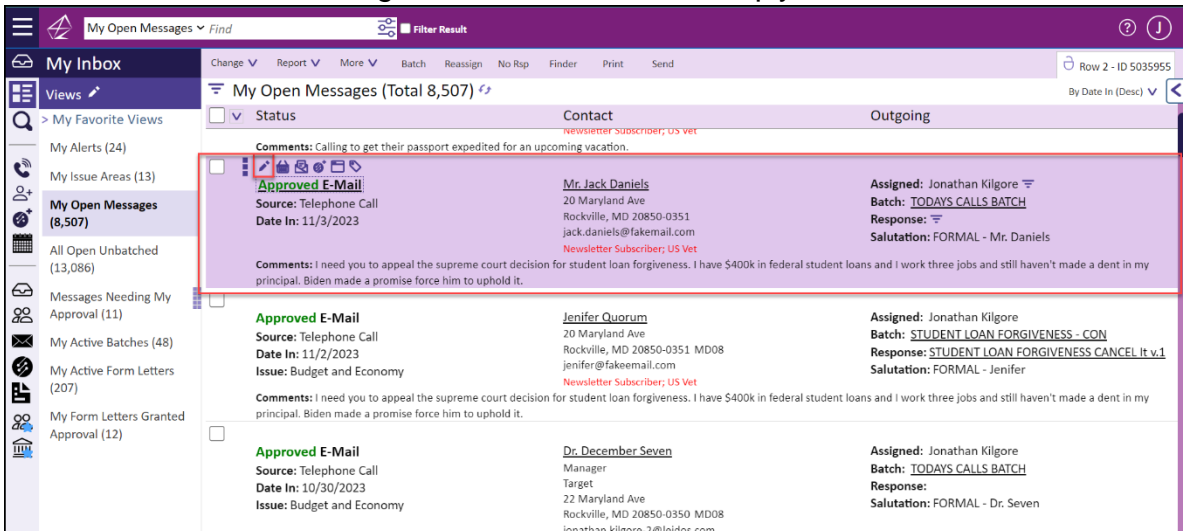 My Open Messages Find Filter Result ? J
My Inbox Change Report More Batch Reassign No Rsp Finder Print Send Row 2 - ID 5035955
Views My Open Messages (Total 8,507) By Date In (Desc)
> My Favorite Views
My Alerts (24)
My Issue Areas (13)
My Open Messages
(8,507)
All Open Unbatched
(13,086)
Messages Needing My
Approval (11)
My Active Batches (48)
My Active Form Letters
(207)
My Form Letters Granted
Approval (12)
Status Contact Outgoing
Newsletter Subscriber; US Vet
Comments: Calling to get their passport expedited for an upcoming vacation.
Approved E-Mail Mr. Jack Daniels Assigned: Jonathan Kilgore
Source: Telephone Call 20 Maryland Ave Batch: TODAYS CALLS BATCH
Date In: 11/3/2023 Rockville, MD 20850-0351 Response:
jack.daniels@fakemail.com Salutation: FORMAL - Mr. Daniels
Newsletter Subscriber; US Vet
Comments: I need you to appeal the supreme court decision for student loan forgiveness. I have $400k in federal student loans and I work three jobs and still haven't made a dent in my
principal. Biden made a promise force him to uphold it.
Approved E-Mail Jenifer Quorum Assigned: Jonathan Kilgore
Source: Telephone Call 20 Maryland Ave Batch: STUDENT LOAN FORGIVENESS - CON
Date In: 11/2/2023 Rockville, MD 20850-0351 MD08 Response: STUDENT LOAN FORGIVENESS CANCEL lt v.1
Issue: Budget and Economy jenifer@fakeemail.com Salutation: FORMAL - Jenifer
Newsletter Subscriber; US Vet
Comments: I need you to appeal the supreme court decision for student loan forgiveness. I have $400k in federal student loans and I work three jobs and still haven't made a dent in my
principal. Biden made a promise force him to uphold it.
Approved E-Mail Dr. December Seven Assigned: Jonathan Kilgore
Source: Telephone Call Manager Batch: TODAYS CALLS BATCH
Date In: 10/30/2023 Target Response:
Issue: Budget and Economy 22 Maryland Ave Salutation: FORMAL - Dr. Seven
Rockville, MD 20850-0350 MD08
jonathan.kilgore-2@leidos.com